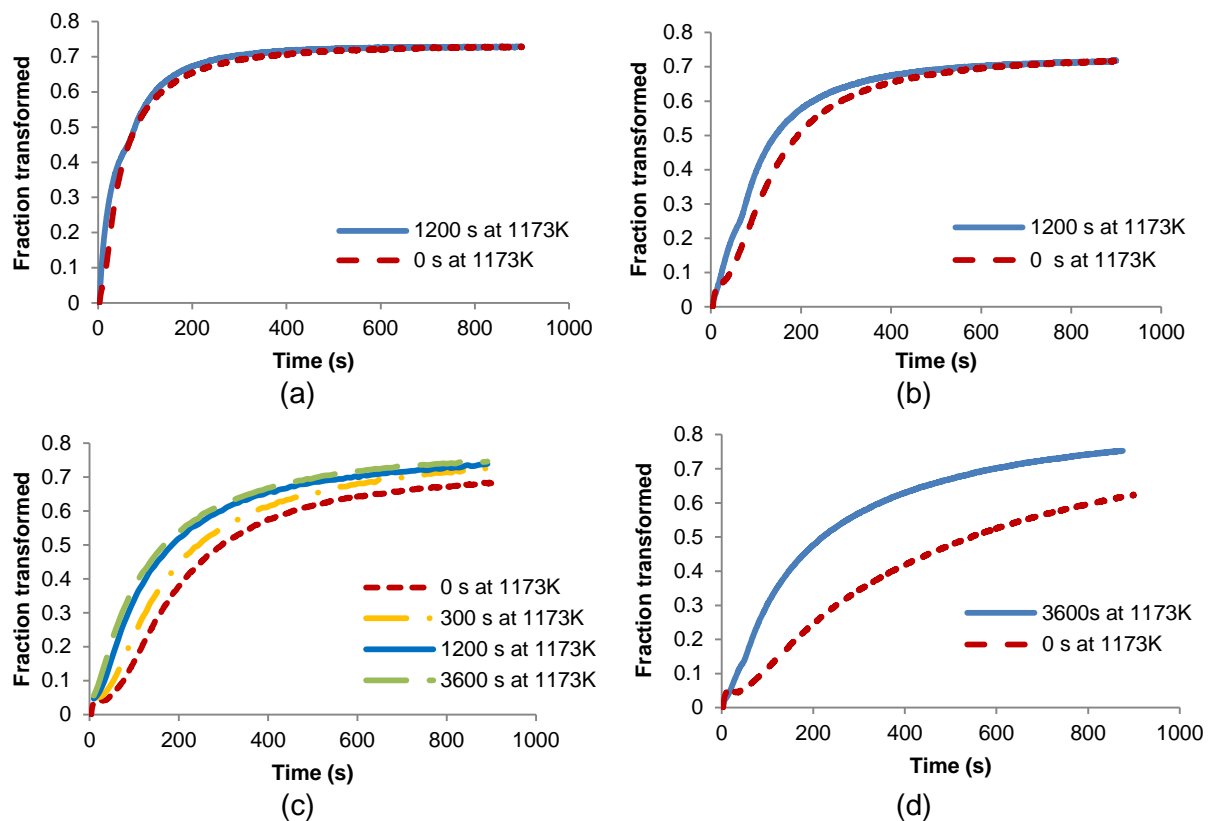 0.8
0.7
0.6
0.5
0.4
0.3
0.2
0.1
0
Fraction transformed
1200 s at 1173K
0 s at 1173K
0 200 400 600 800 1000
Time (s)
(a)
0.8
0.7
0.6
0.5
0.4
0.3
0.2
0.1
0
Fraction transformed
1200 s at 1173K
0 s at 1173K
0 200 400 600 800 1000
Time (s)
(b)
0.8
0.7
0.6
0.5
0.4
0.3
0.2
0.1
0
Fraction transformed
0 s at 1173K
300 s at 1173K
1200 s at 1173K
3600 s at 1173K
0 200 400 600 800 1000
Time (s)
(c)
0.8
0.7
0.6
0.5
0.4
0.3
0.2
0.1
0
Fraction transformed
3600s at 1173K
0 s at 1173K
0 200 400 600 800 1000
Time (s)
(d)